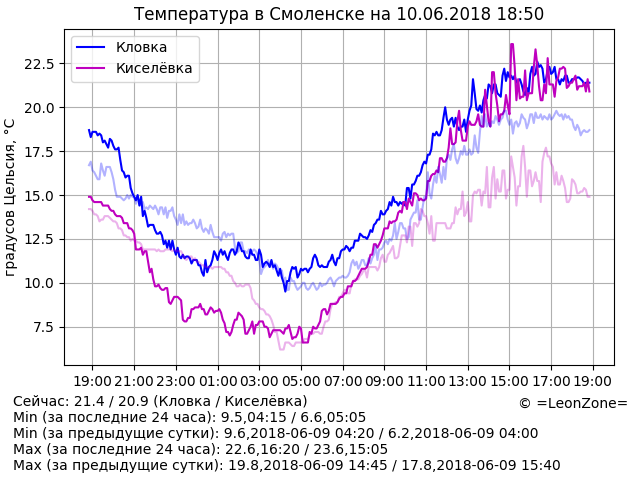 Температура в Смоленске на 10.06.2018 18:50
Кловка
Киселёвка
градусов Цельсия, °C
22.5
20.0
17.5
15.0
12.5
10.0
7.5
19:00 21:00 23:00 01:00 03:00 05:00 07:00 09:00 11:00 13:00 15:00 17:00 19:00
© =LeonZone=
Сейчас: 21.4 / 20.9 (Кловка / Киселёвка)
Min (за последние 24 часа): 9.5,04:15 / 6.6,05:05
Min (за предыдущие сутки): 9.6,2018-06-09 04:20 / 6.2,2018-06-09 04:00
Max (за последние 24 часа): 22.6,16:20 / 23.6,15:05
Max (за предыдущие сутки): 19.8,2018-06-09 14:45 / 17.8,2018-06-09 15:40